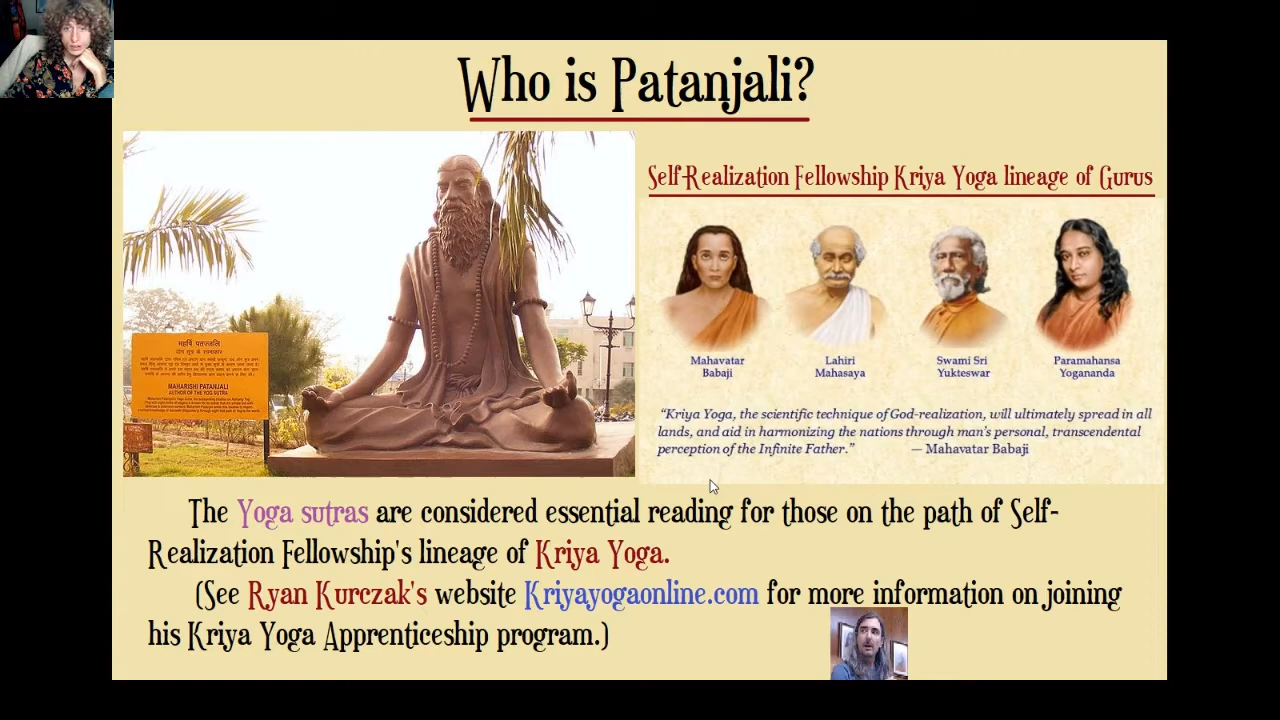 Who is Patanjali?
Self-Realization Fellowship Kriya Yoga lineage of Gurus
महर्षि पतञ्जलि
योग सूत्र के रचनाकार
MAHARISHI PATANJALI
AUTHOR OF THE YOG SUTRA
Mahavatar
Babaji
Lahiri
Mahasaya
Swami Sri
Yukteswar
Paramahansa
Yogananda
“Kriya Yoga, the scientific technique of God-realization, will ultimately spread in all
lands, and aid in harmonizing the nations through man’s personal, transcendental
perception of the Infinite Father.” — Mahavatar Babaji
The Yoga sutras are considered essential reading for those on the path of Self-
Realization Fellowship's lineage of Kriya Yoga.
(See Ryan Kurczak's website Kriyayogaonline.com for more information on joining
his Kriya Yoga Apprenticeship program.)